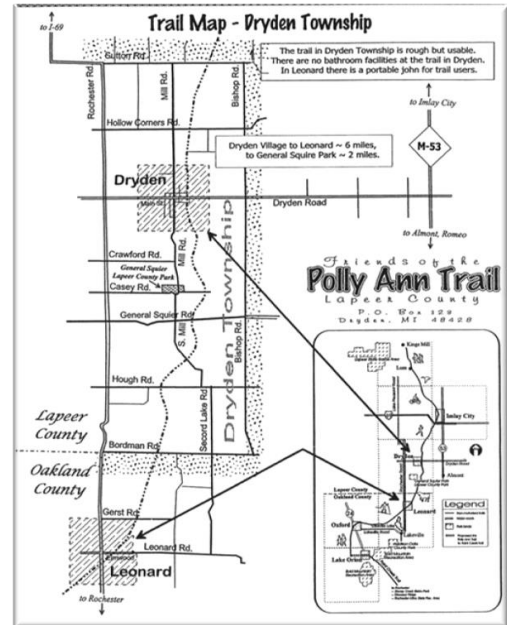 Trail Map - Dryden Township
to I-69
Sutton Rd.
The trail in Dryden Township is rough but usable.
There are no bathroom facilities at the trail in Dryden.
In Leonard there is a portable john for trail users.
Rochester Rd.
Mill Rd.
Bishop Rd.
Hollow Corners Rd.
to Imlay City
M-53
Dryden Village to Leonard ~ 6 miles,
to General Squire Park ~ 2 miles.
Dryden
Main St.
Dryden Road
to Almont, Romeo
Dryden Township
Mill Rd.
Crawford Rd.
General Squier
Lapeer County Park
Casey Rd.
General Squier Rd.
S. Mill Rd.
Bishop Rd.
Friends of the
Polly Ann Trail
Lapeer County
P.O. Box 129
Dryden, MI 48428
Hough Rd.
Second Lake Rd.
Lapeer
County
Bordman Rd.
Oakland
County
Gerst Rd.
Leonard Rd.
Elmwood
Leonard
to Rochester
Kings Mill
Lum
Imlay City
Dryden
Almont
Lapeer County
Oakland County
Leonard
Oxford
Lakeville
Lake Orion
Legend